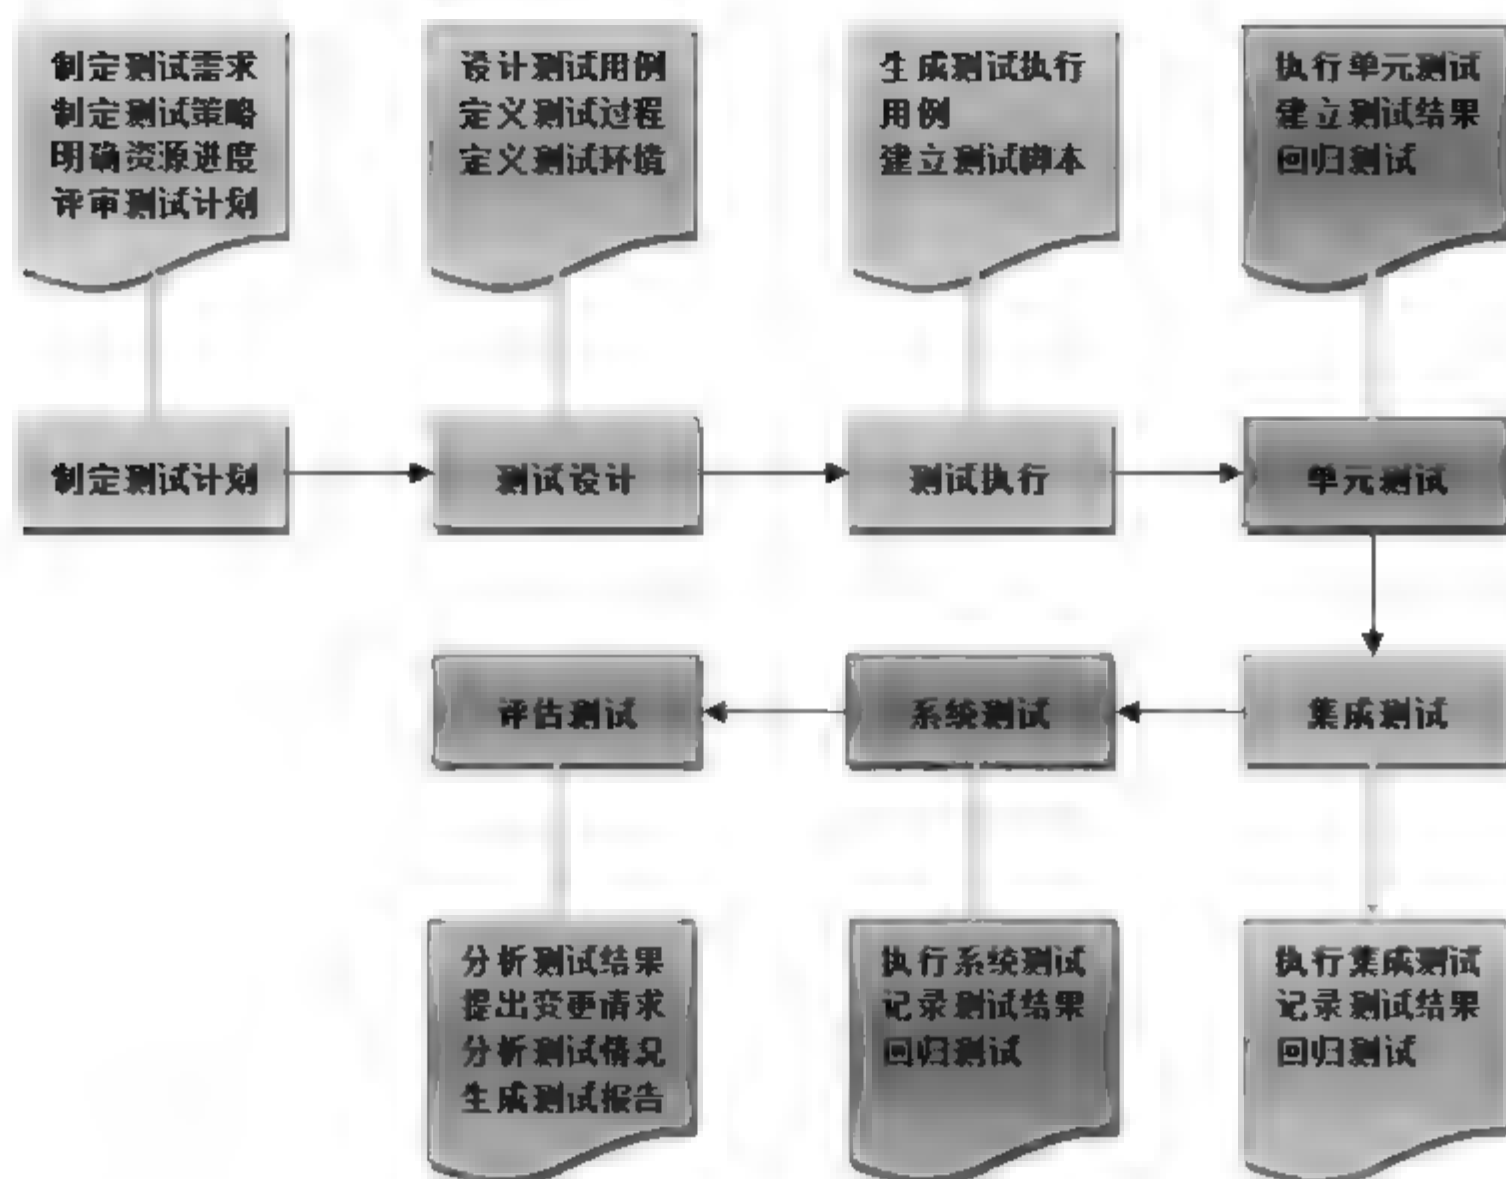 制定测试需求
制定测试策略
明确资源进度
评审测试计划
设计测试用例
定义测试过程
定义测试环境
生成测试执行
用例
建立测试脚本
执行单元测试
建立测试结果
回归测试
制定测试计划
测试设计
测试执行
单元测试
评估测试
系统测试
集成测试
分析测试结果
提出变更请求
分析测试情况
生成测试报告
执行系统测试
记录测试结果
回归测试
执行集成测试
记录测试结果
回归测试